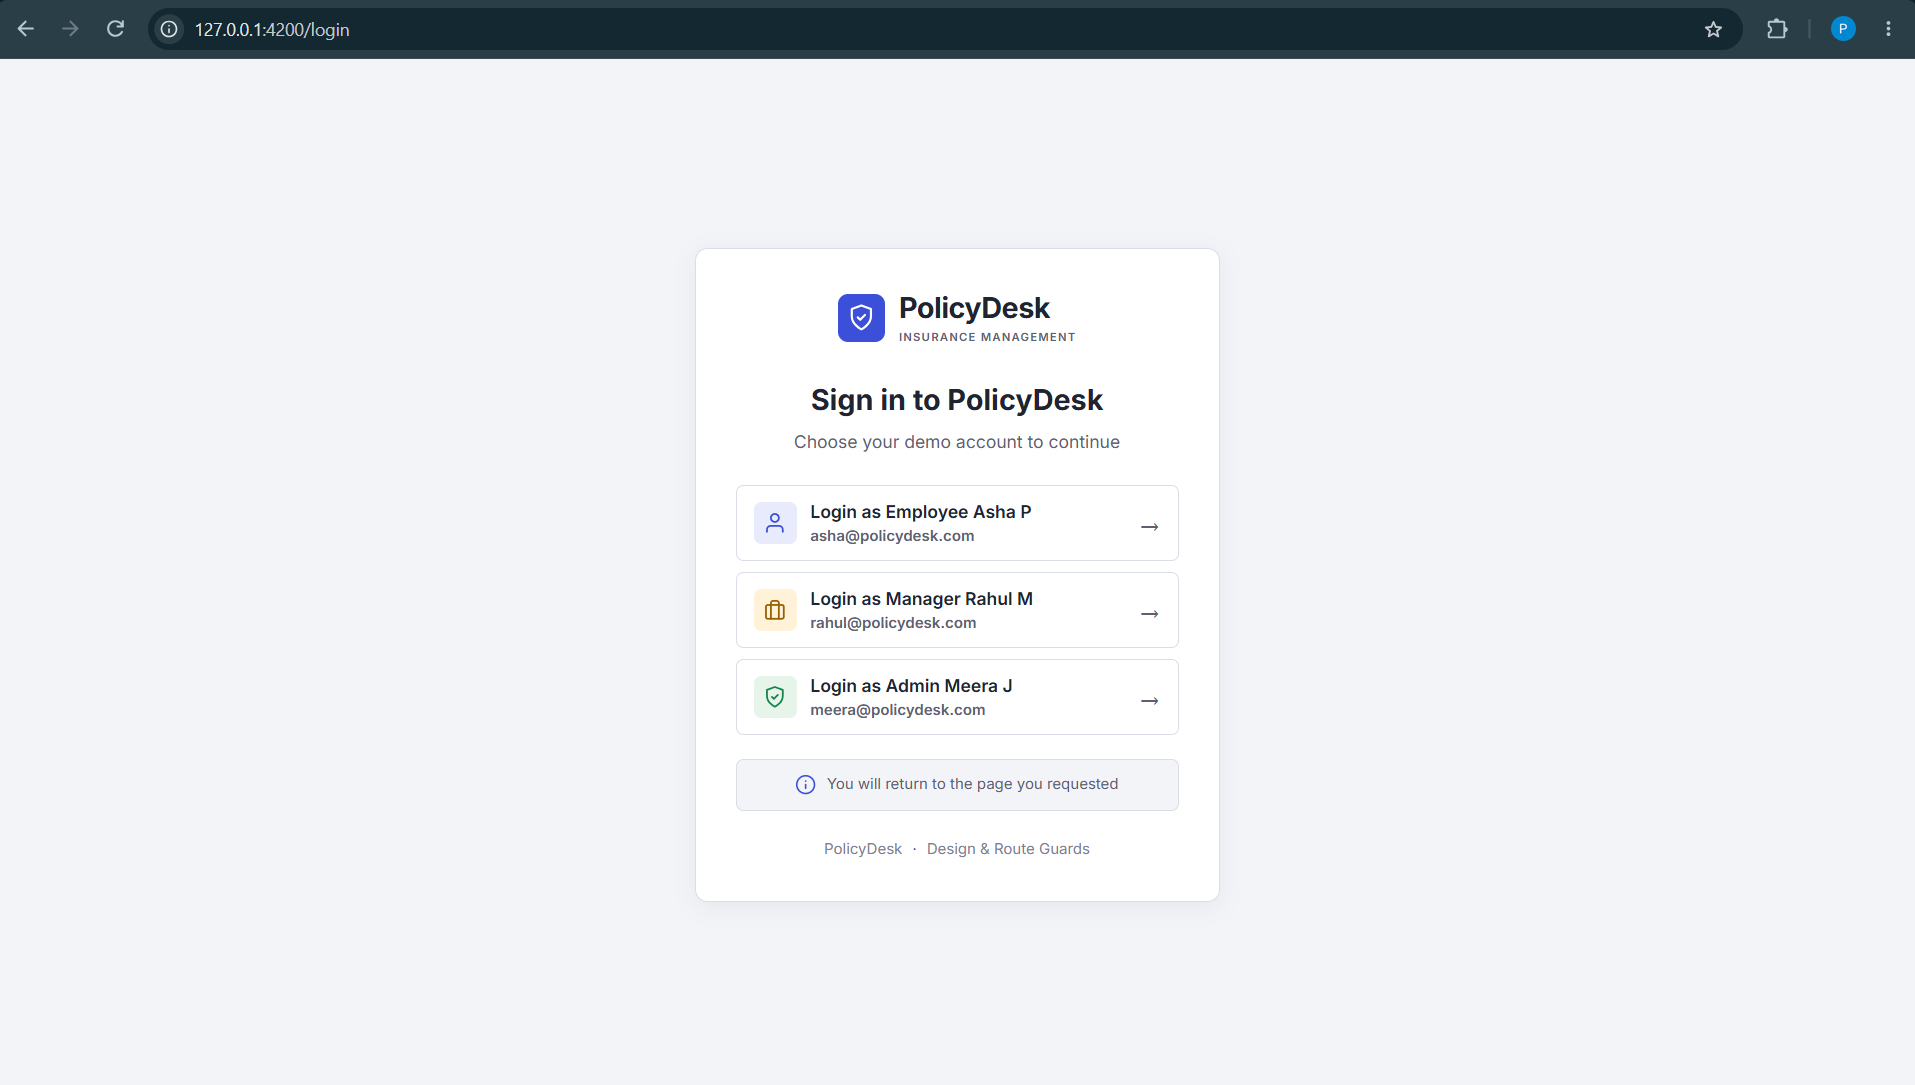 127.0.0.1:4200/login
P
PolicyDesk
INSURANCE MANAGEMENT
Sign in to PolicyDesk
Choose your demo account to continue
Login as Employee Asha P
asha@policydesk.com
Login as Manager Rahul M
rahul@policydesk.com
Login as Admin Meera J
meera@policydesk.com
You will return to the page you requested
PolicyDesk · Design & Route Guards